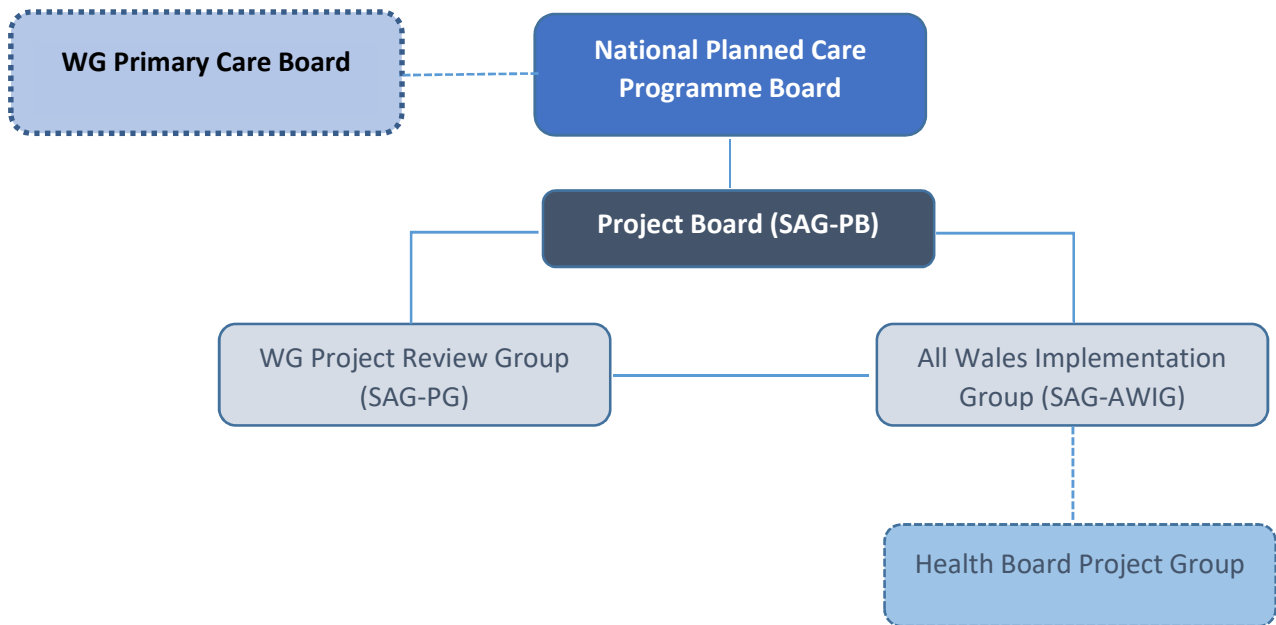 WG Primary Care Board
National Planned Care
Programme Board
Project Board (SAG-PB)
WG Project Review Group
(SAG-PG)
All Wales Implementation
Group (SAG-AWIG)
Health Board Project Group